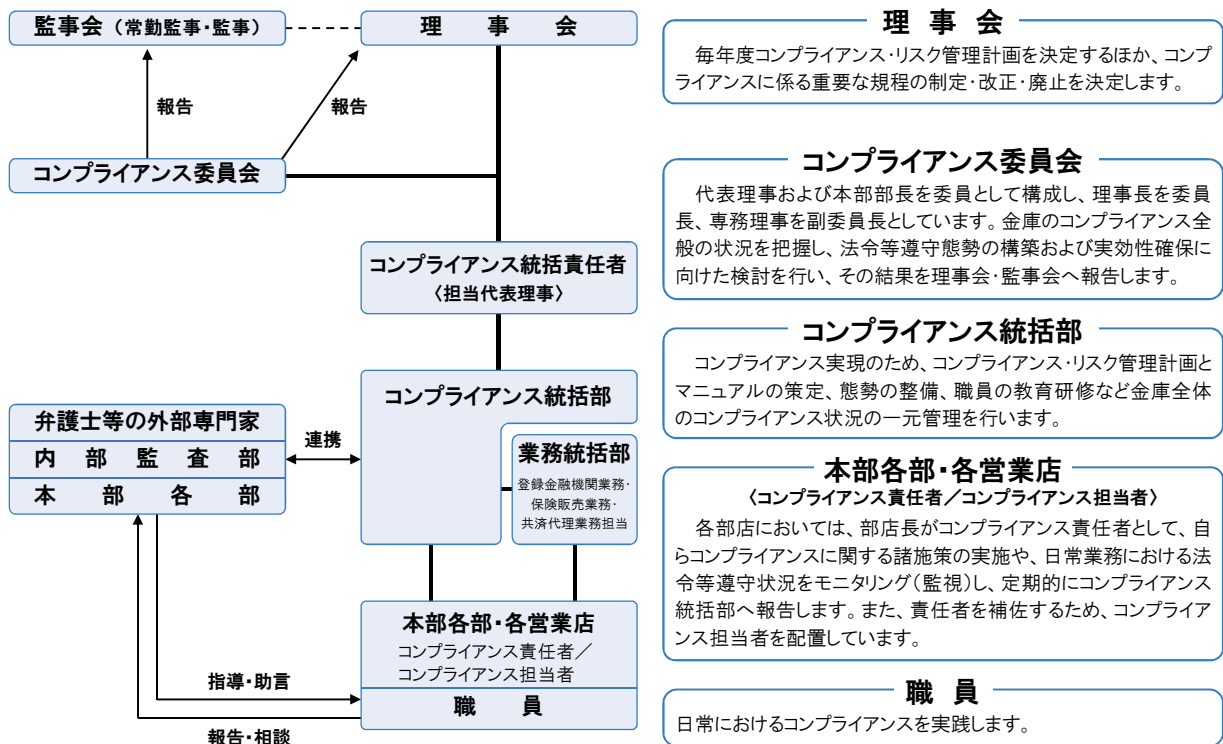 監事会（常勤監事・監事）
理事会
報告
報告
コンプライアンス委員会
コンプライアンス統括責任者
〈担当代表理事〉
コンプライアンス統括部
弁護士等の外部専門家
内部監査部
本部各部
連携
業務統括部
登録金融機関業務・
保険販売業務・
共済代理業務担当
本部各部・各営業店
コンプライアンス責任者／
コンプライアンス担当者
職員
指導・助言
報告・相談
理事会
毎年度コンプライアンス・リスク管理計画を決定するほか、コンプ
ライアンスに係る重要な規程の制定・改正・廃止を決定します。
コンプライアンス委員会
代表理事および本部部長を委員として構成し、理事長を委員
長、専務理事を副委員長としています。金庫のコンプライアンス全
般の状況を把握し、法令等遵守態勢の構築および実効性確保に
向けた検討を行い、その結果を理事会・監事会へ報告します。
コンプライアンス統括部
コンプライアンス実現のため、コンプライアンス・リスク管理計画と
マニュアルの策定、態勢の整備、職員の教育研修など金庫全体
のコンプライアンス状況の一元管理を行います。
本部各部・各営業店
〈コンプライアンス責任者／コンプライアンス担当者〉
各部店においては、部店長がコンプライアンス責任者として、自
らコンプライアンスに関する諸施策の実施や、日常業務における法
令等遵守状況をモニタリング（監視）し、定期的にコンプライアンス
統括部へ報告します。また、責任者を補佐するため、コンプライア
ンス担当者を配置しています。
職員
日常におけるコンプライアンスを実践します。